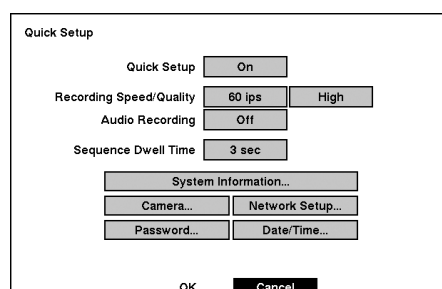 Quick Setup
Quick Setup On
Recording Speed/Quality 60 ips High
Audio Recording Off
Sequence Dwell Time 3 sec
System Information...
Camera... Network Setup...
Password... Date/Time...
OK Cancel